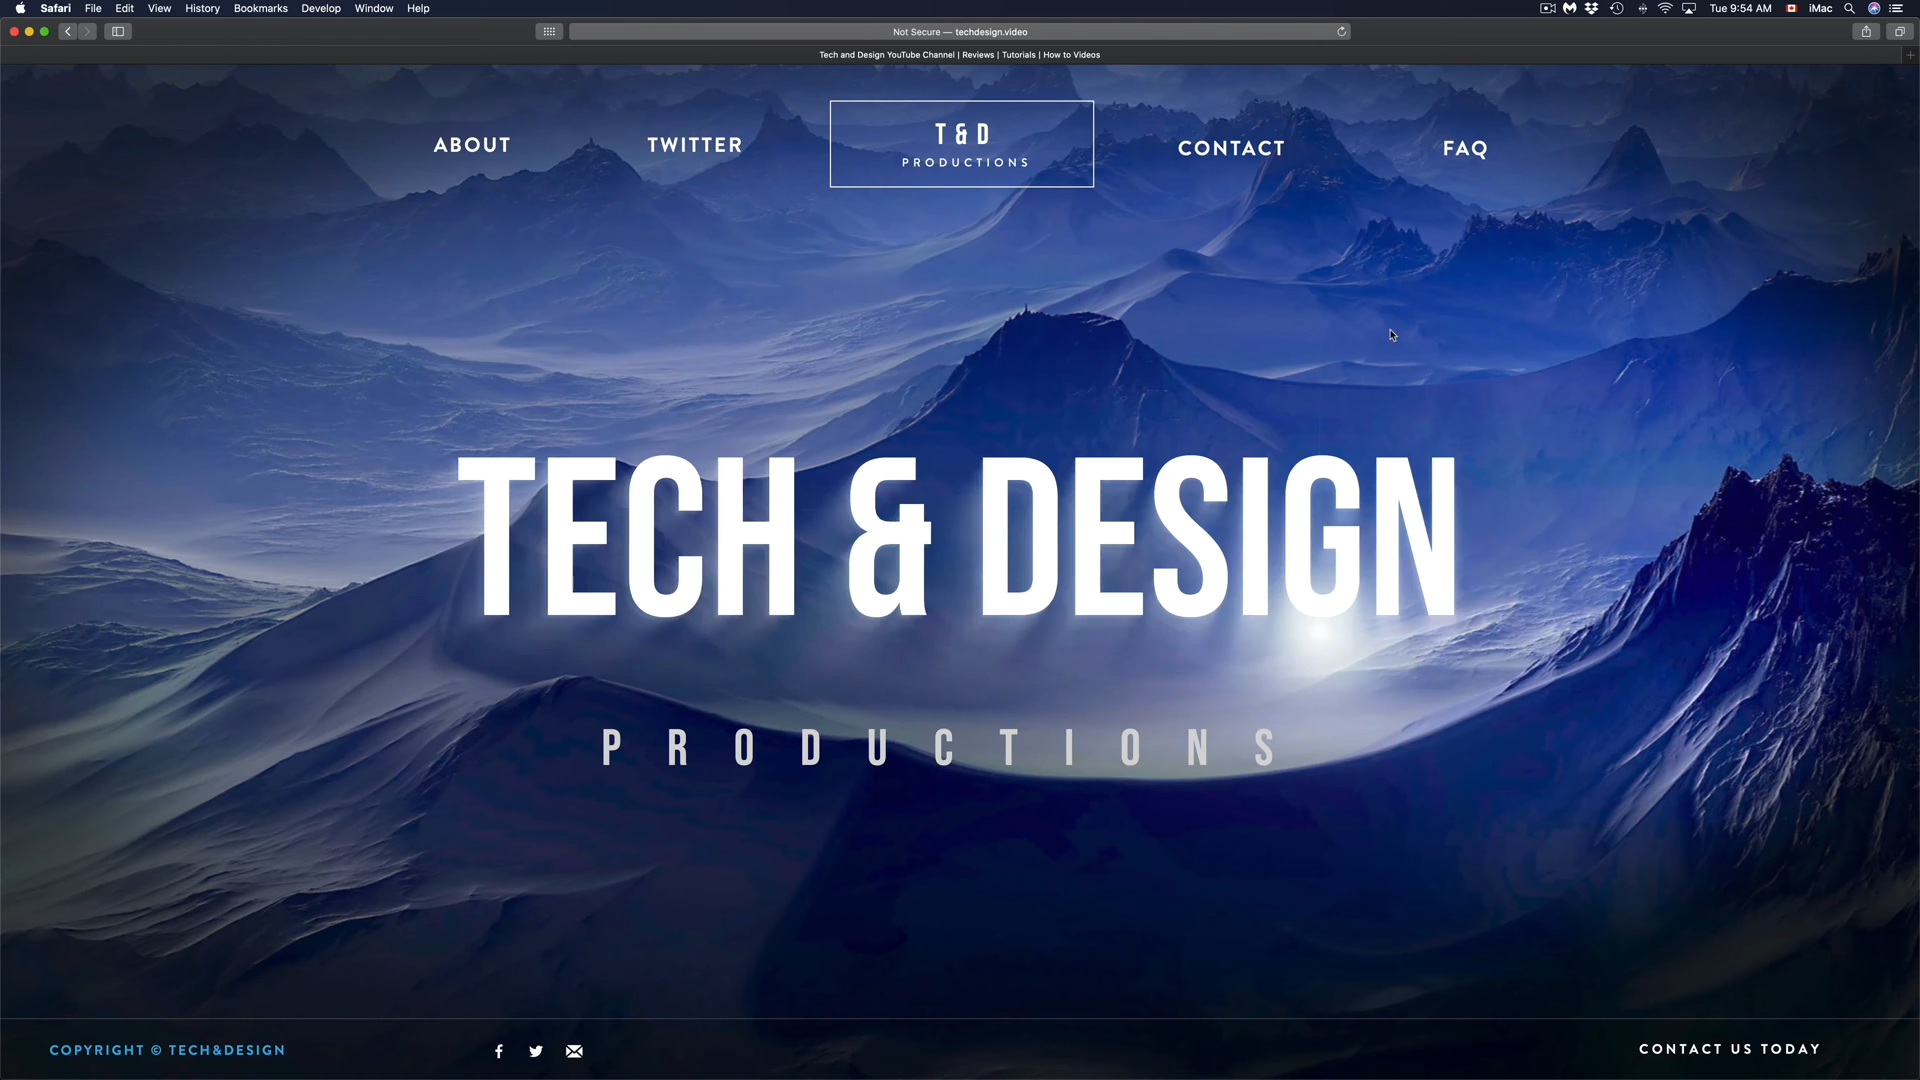 Safari File Edit View History Bookmarks Develop Window Help Tue 9:54 AM iMac
Not Secure — techdesign.video
Tech and Design YouTube Channel | Reviews | Tutorials | How to Videos
ABOUT TWITTER T & D CONTACT FAQ
PRODUCTIONS
TECH & DESIGN
PRODUCTIONS
COPYRIGHT © TECH&DESIGN CONTACT US TODAY